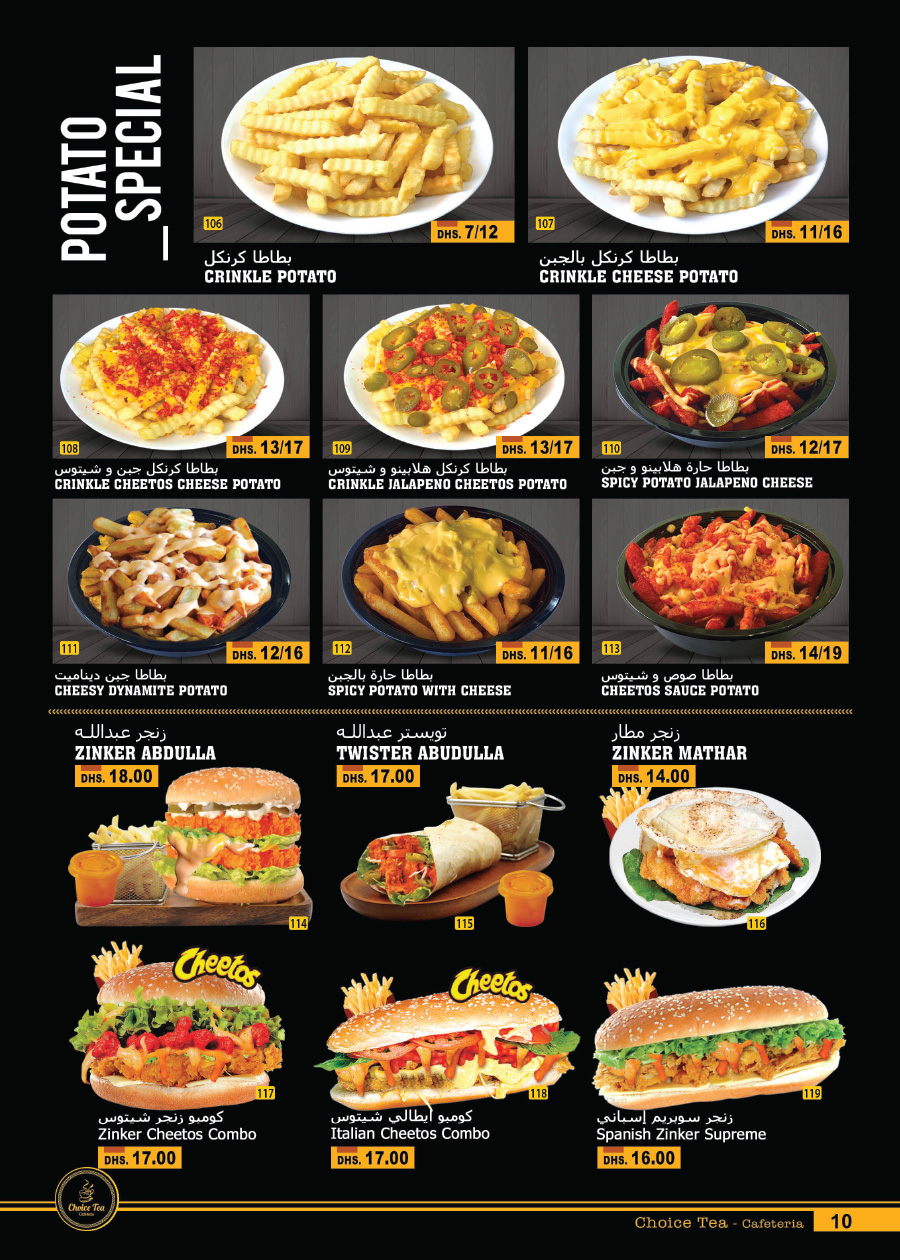 POTATO
_SPECIAL
106
DHS. 7/12
بطاطا كرنكل
CRINKLE POTATO
107
DHS. 11/16
بطاطا كرنكل بالجبن
CRINKLE CHEESE POTATO
108
DHS. 13/17
بطاطا كرنكل جبن و شيتوس
CRINKLE CHEETOS CHEESE POTATO
109
DHS. 13/17
بطاطا كرنكل هلابينو و شيتوس
CRINKLE JALAPENO CHEETOS POTATO
110
DHS. 12/17
بطاطا حارة هلابينو و جبن
SPICY POTATO JALAPENO CHEESE
111
DHS. 12/16
بطاطا جبن ديناميت
CHEESY DYNAMITE POTATO
112
DHS. 11/16
بطاطا حارة بالجبن
SPICY POTATO WITH CHEESE
113
DHS. 14/19
بطاطا صوص و شيتوس
CHEETOS SAUCE POTATO
زنجر عبدالله
ZINKER ABDULLA
DHS. 18.00
114
تويستر عبدالله
TWISTER ABUDULLA
DHS. 17.00
115
زنجر مطار
ZINKER MATHAR
DHS. 14.00
116
Cheetos
117
كومبو زنجر شيتوس
Zinker Cheetos Combo
DHS. 17.00
Cheetos
118
كومبو أيطالي شيتوس
Italian Cheetos Combo
DHS. 17.00
119
زنجر سوبريم إسباني
Spanish Zinker Supreme
DHS. 16.00
Choice Tea
Cafeteria
Choice Tea - Cafeteria
10